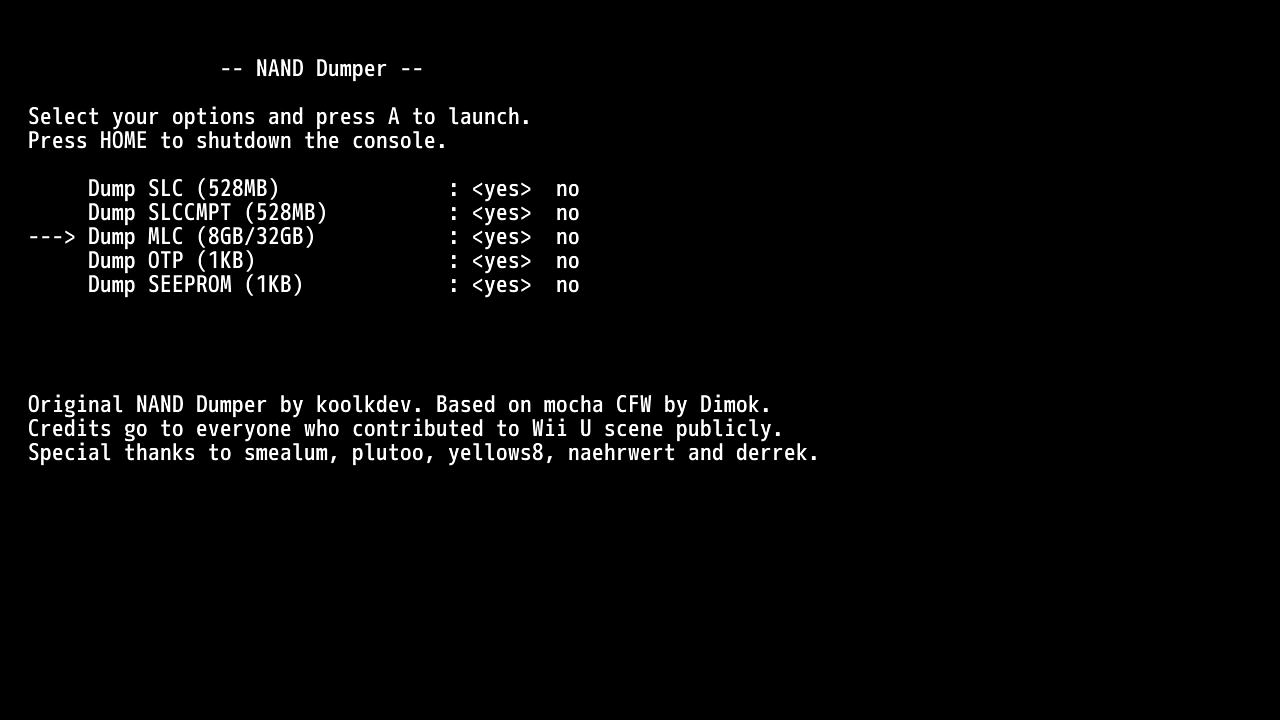 -- NAND Dumper --
Select your options and press A to launch.
Press HOME to shutdown the console.
Dump SLC (528MB) : <yes> no
Dump SLCCMPT (528MB) : <yes> no
---> Dump MLC (8GB/32GB) : <yes> no
Dump OTP (1KB) : <yes> no
Dump SEEPROM (1KB) : <yes> no
Original NAND Dumper by koolkdev. Based on mocha CFW by Dimok.
Credits go to everyone who contributed to Wii U scene publicly.
Special thanks to smealum, plutoo, yellows8, naehrwert and derrek.